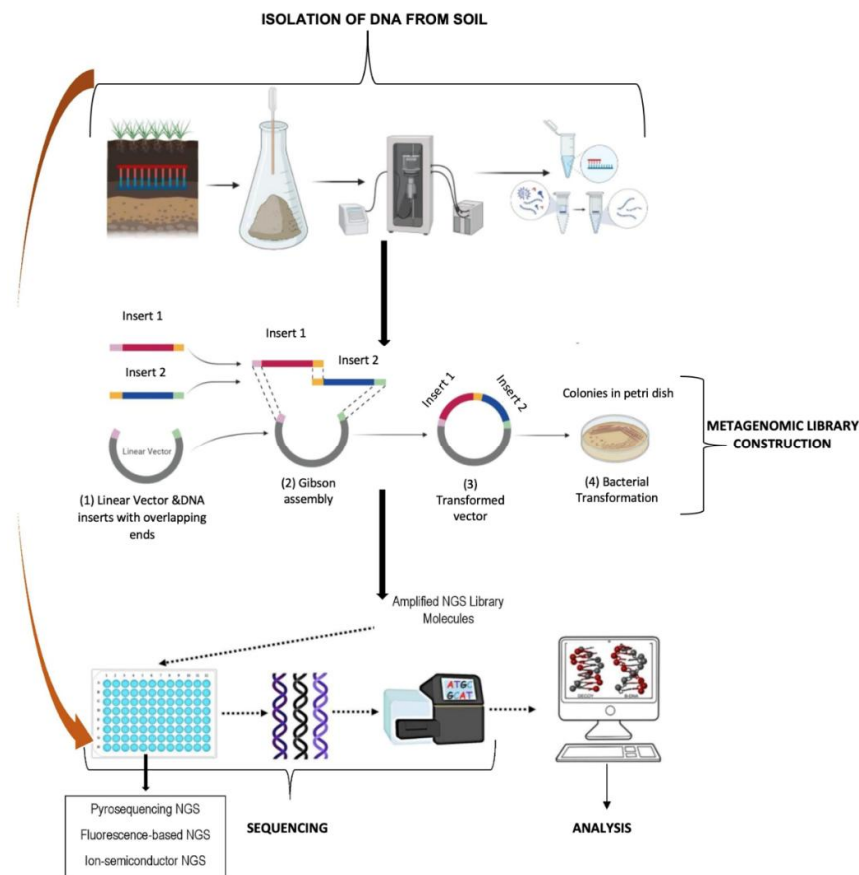 ISOLATION OF DNA FROM SOIL
Insert 1
Insert 2
Linear Vector
(1) Linear Vector &DNA
inserts with overlapping
ends
Insert 1
Insert 2
(2) Gibson
assembly
Insert 1
Insert 2
(3)
Transformed
vector
Colonies in petri dish
(4) Bacterial
Transformation
METAGENOMIC LIBRARY
CONSTRUCTION
Amplified NGS Library
Molecules
ATGC
GCAT
Pyrosequencing NGS
Fluorescence-based NGS
Ion-semiconductor NGS
SEQUENCING
ANALYSIS